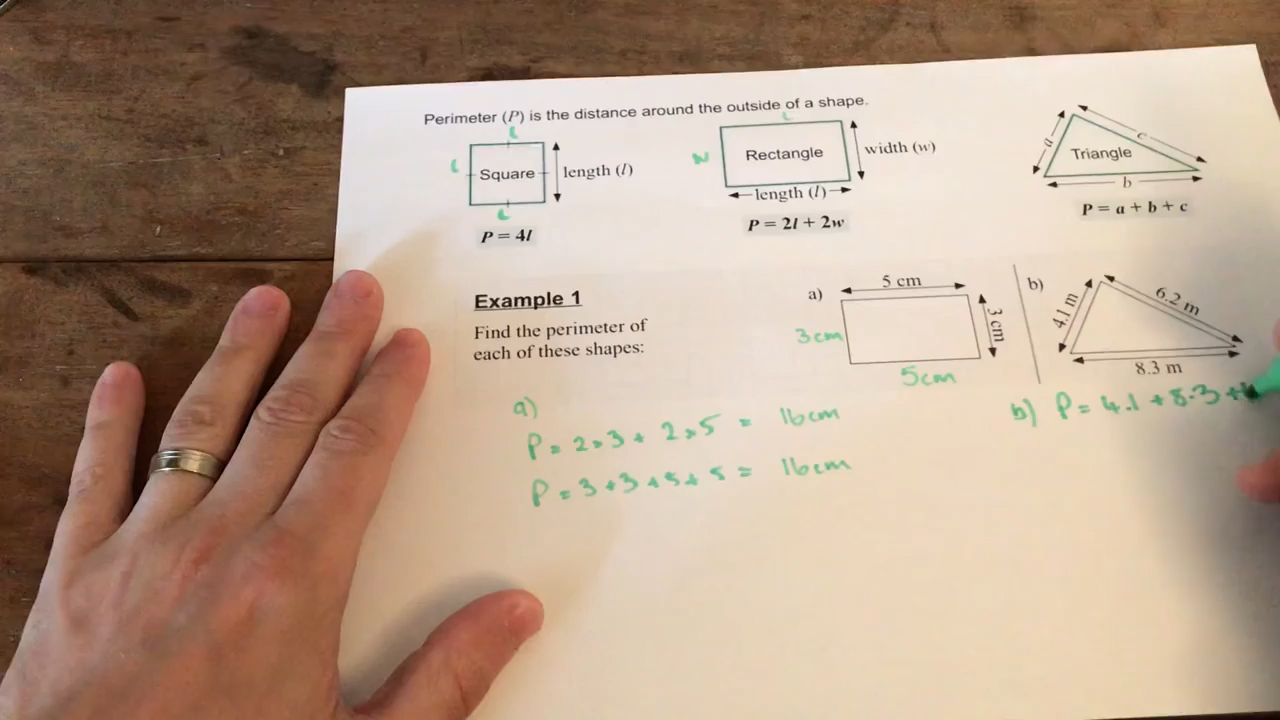 Perimeter (P) is the distance around the outside of a shape.
L
L
Square
length (l)
L
P = 4l
L
W
Rectangle
width (w)
length (l)
P = 2l + 2w
a
c
Triangle
b
P = a + b + c
Example 1
Find the perimeter of
each of these shapes:
a)
5 cm
3 cm
3cm
5cm
b)
4.1 m
6.2 m
8.3 m
a)
P = 2×3 + 2×5 = 16cm
P = 3+3+5+5 = 16cm
b) P = 4.1 + 8.3 +